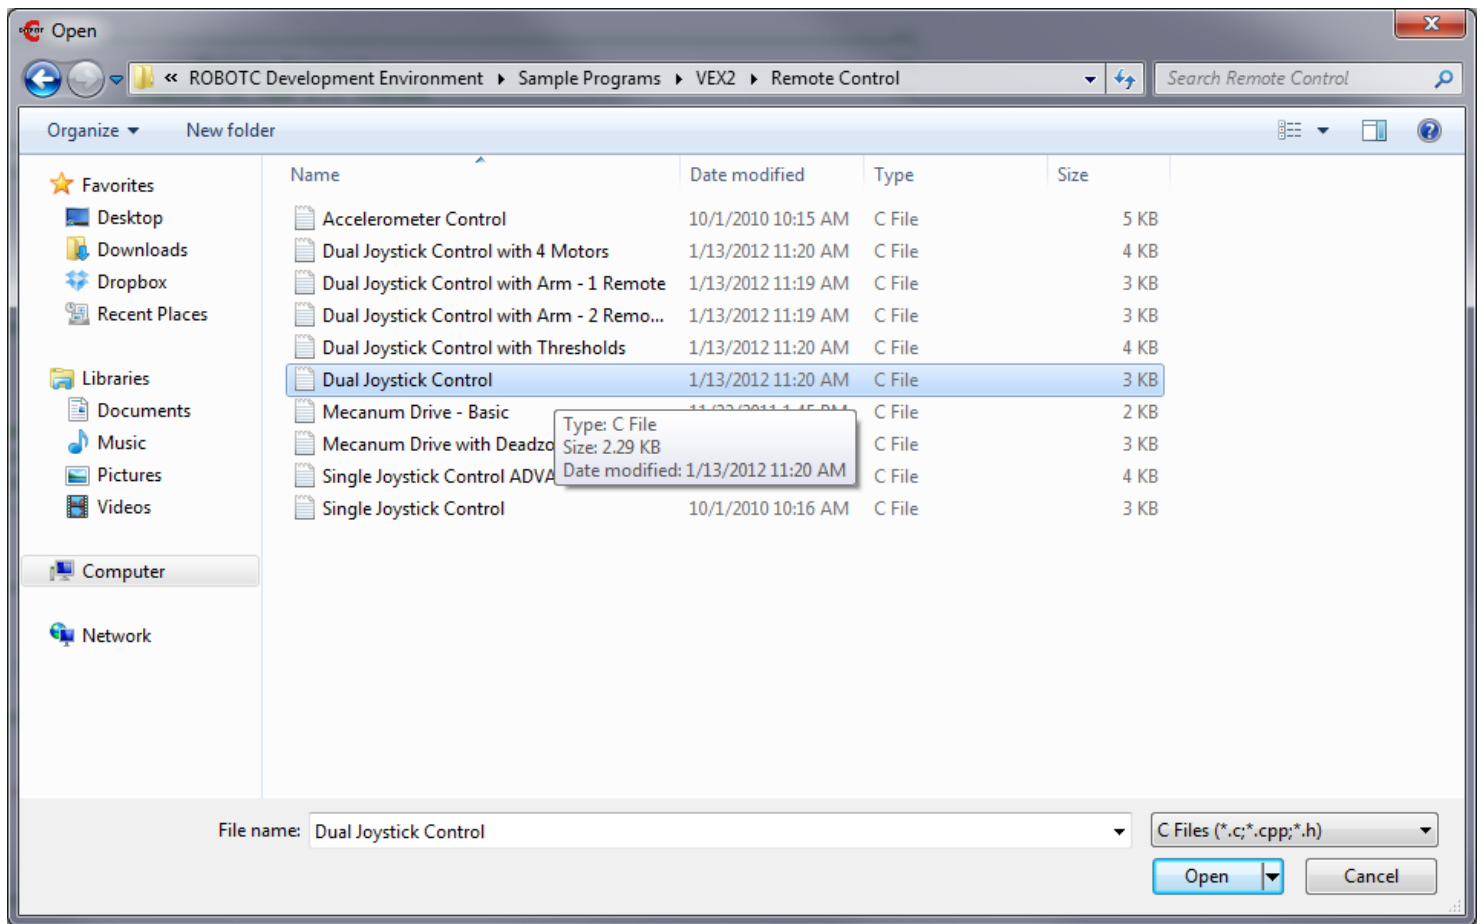 Open
« ROBOTC Development Environment Sample Programs VEX2 Remote Control
Search Remote Control
Organize New folder
Name Date modified Type Size
Favorites
Desktop
Downloads
Dropbox
Recent Places
Libraries
Documents
Music
Pictures
Videos
Computer
Network
Accelerometer Control 10/1/2010 10:15 AM C File 5 KB
Dual Joystick Control with 4 Motors 1/13/2012 11:20 AM C File 4 KB
Dual Joystick Control with Arm - 1 Remote 1/13/2012 11:19 AM C File 3 KB
Dual Joystick Control with Arm - 2 Remo... 1/13/2012 11:19 AM C File 3 KB
Dual Joystick Control with Thresholds 1/13/2012 11:20 AM C File 4 KB
Dual Joystick Control 1/13/2012 11:20 AM C File 3 KB
Mecanum Drive - Basic C File 2 KB
Mecanum Drive with Deadzo C File 3 KB
Single Joystick Control ADVA C File 4 KB
Single Joystick Control 10/1/2010 10:16 AM C File 3 KB
Type: C File
Size: 2.29 KB
Date modified: 1/13/2012 11:20 AM
File name: Dual Joystick Control
C Files (*.c;*.cpp;*.h)
Open Cancel